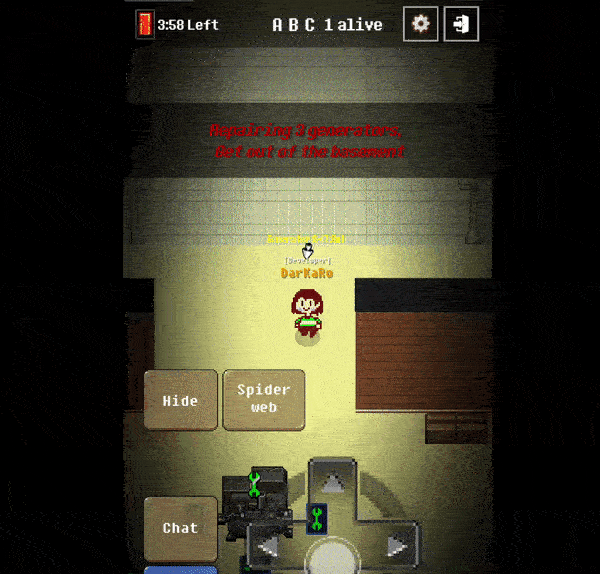 3:58 Left
A B C 1 alive
Repairing 3 generators,
Get out of the basement
[Developer]
DarKaRo
Hide
Spider
web
Chat